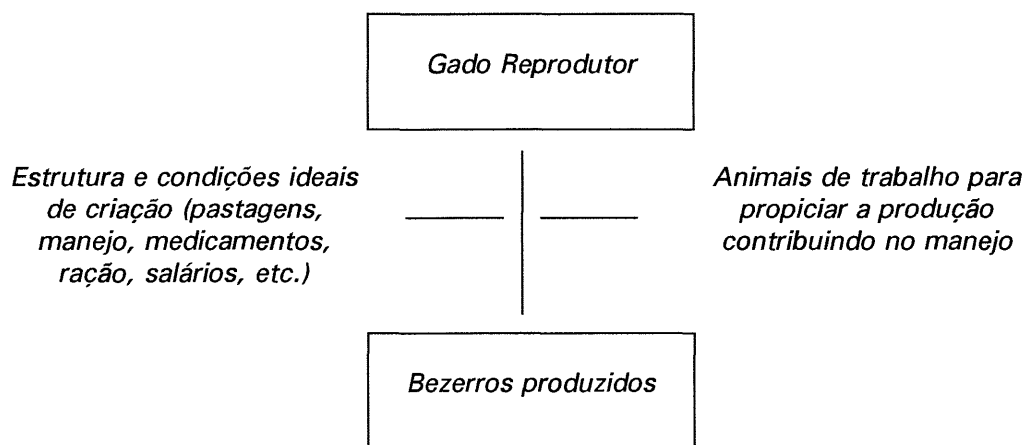 Gado Reprodutor
Estrutura e condições ideais
de criação (pastagens,
manejo, medicamentos,
ração, salários, etc.)
Animais de trabalho para
propiciar a produção
contribuindo no manejo
Bezerros produzidos